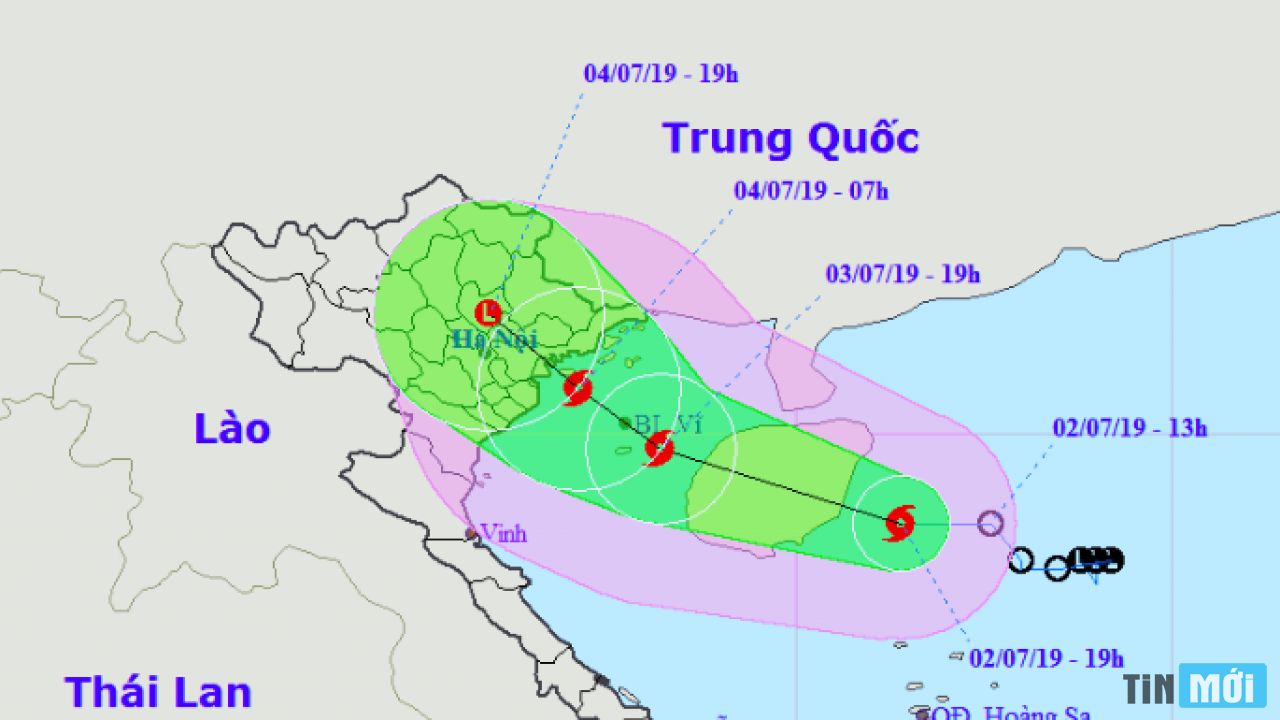 04/07/19 - 19h
Trung Quốc
04/07/19 - 07h
03/07/19 - 19h
L
Hà Nội
Lào
BL Vĩ
02/07/19 - 13h
Vinh
02/07/19 - 19h
Thái Lan
TiN MỚI
QĐ. Hoàng Sa